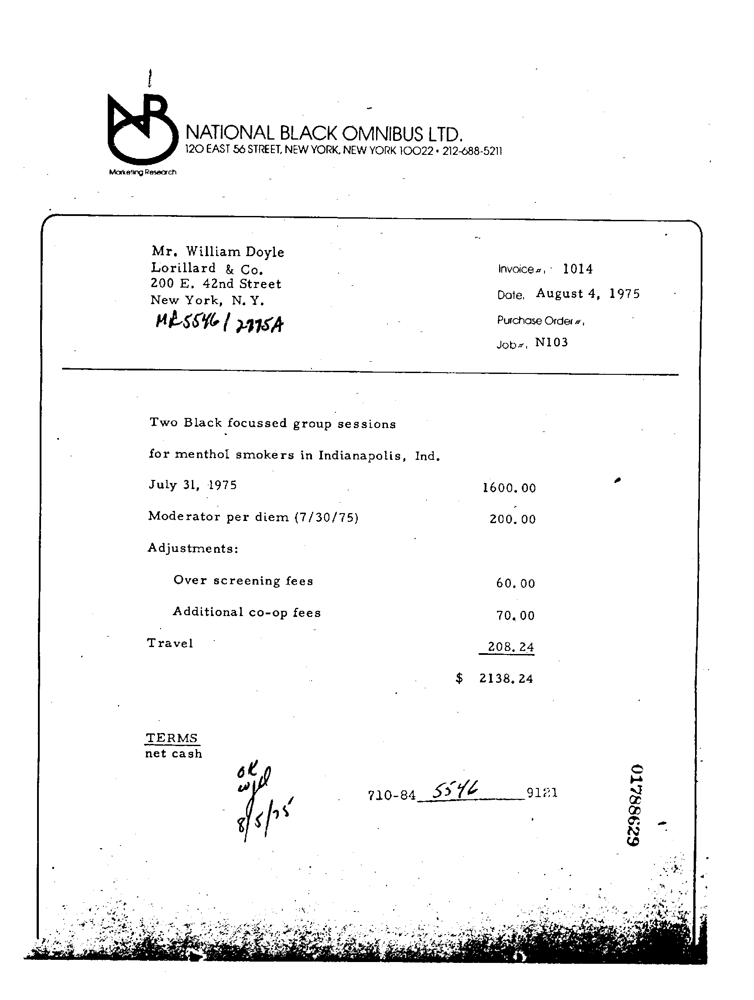 NBO
NATIONAL BLACK OMNIBUS LTD.
120 EAST 56 STREET, NEW YORK, NEW YORK 10022 • 212-688-5211
Marketing Research
Mr. William Doyle
Lorillard & Co.
200 E. 42nd Street
New York, N. Y.
Invoice #, 1014
Date, August 4, 1975
Purchase Order #,
Job #, N103
Two Black focussed group sessions
for menthol smokers in Indianapolis, Ind.
July 31, 1975 1600.00
Moderator per diem (7/30/75) 200.00
Adjustments:
Over screening fees 60.00
Additional co-op fees 70.00
Travel 208.24
$ 2138.24
TERMS
net cash
OK
wjd
8/5/75
710-84 5546 9121
01788629